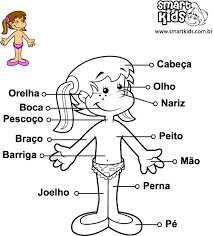 smart
Kids
www.smartkids.com.br
Cabeça
Olho
Orelha
Nariz
Boca
Pescoço
Braço
Peito
Barriga
Mão
Perna
Joelho
Pé